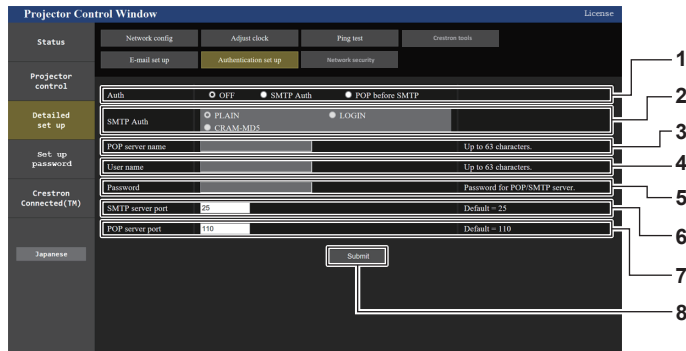 Projector Control Window License
Status Network config Adjust clock Ping test Crestron tools
E-mail set up Authentication set up Network security
Projector
control
Auth OFF SMTP Auth POP before SMTP 1
Detailed
set up
SMTP Auth PLAIN LOGIN 2
CRAM-MD5
POP server name Up to 63 characters. 3
Set up
password
User name Up to 63 characters. 4
Password Password for POP/SMTP server. 5
Crestron
Connected(TM)
SMTP server port 25 Default = 25 6
POP server port 110 Default = 110 7
Japanese
Submit 8